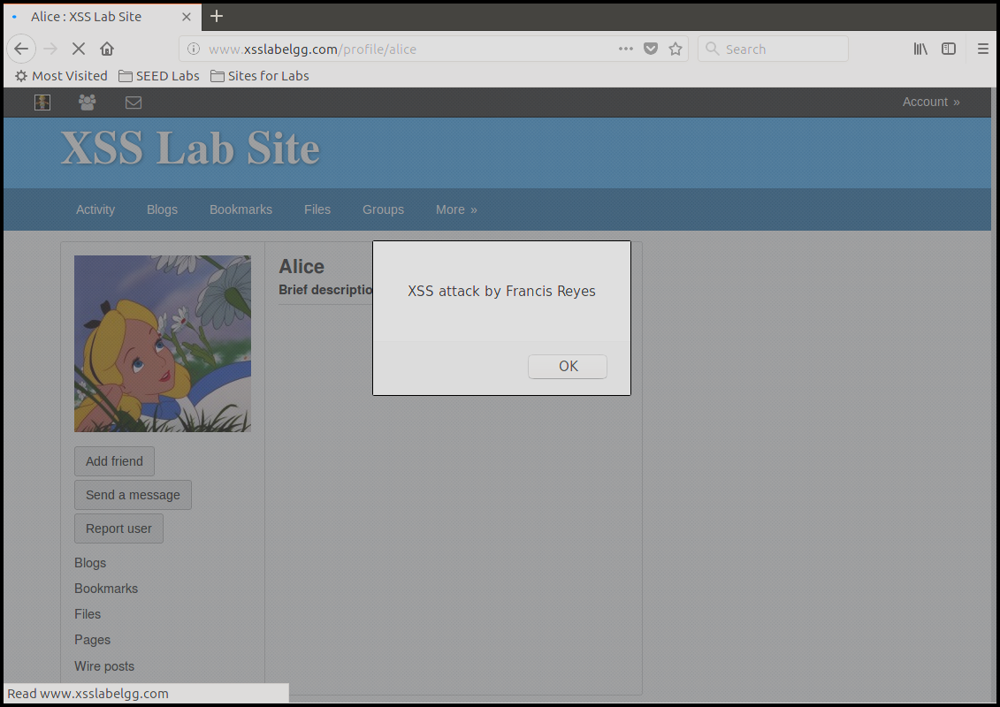 Alice : XSS Lab Site
www.xsslabelgg.com/profile/alice
Search
Most Visited SEED Labs Sites for Labs
Account »
XSS Lab Site
Activity Blogs Bookmarks Files Groups More »
Alice
Brief descriptio
XSS attack by Francis Reyes
OK
Add friend
Send a message
Report user
Blogs
Bookmarks
Files
Pages
Wire posts
Read www.xsslabelgg.com